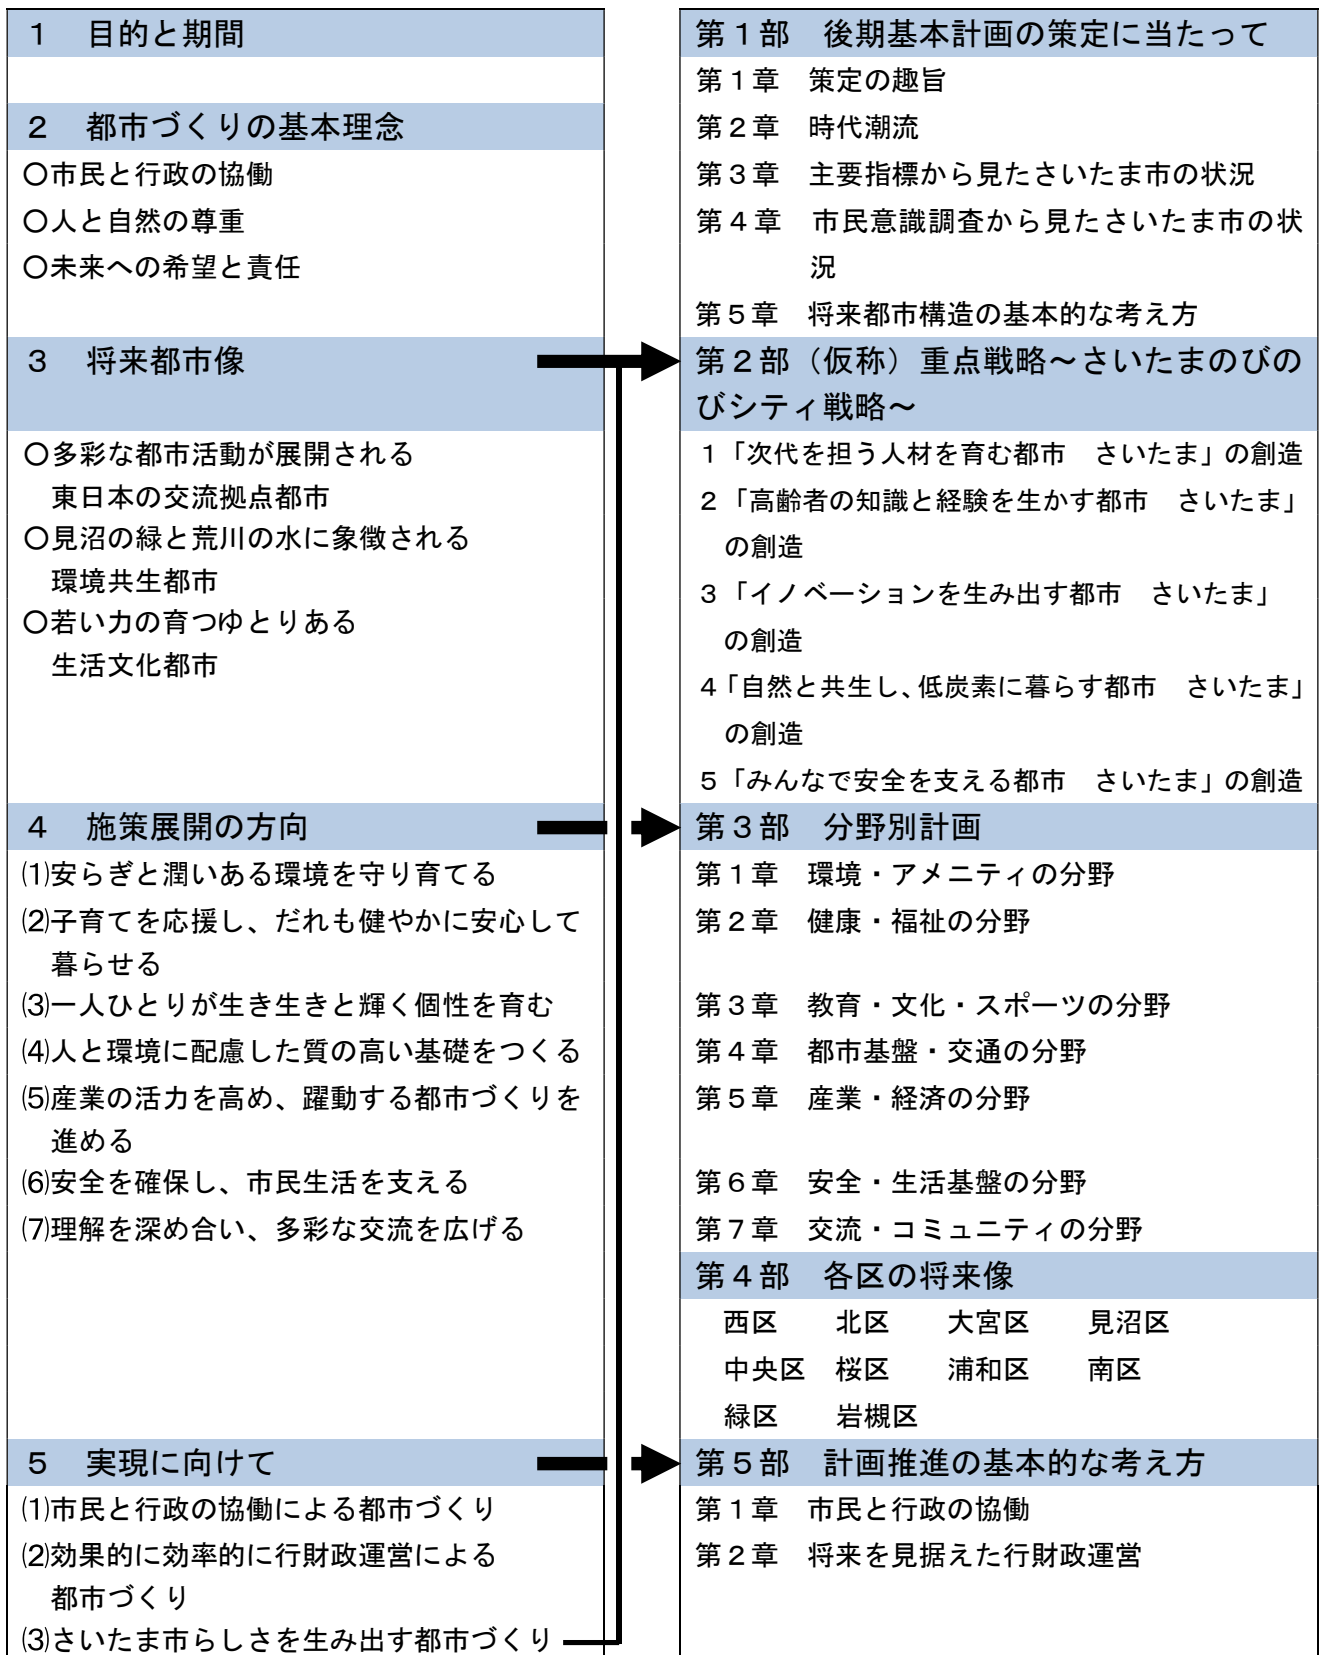 1 目的と期間
2 都市づくりの基本理念
〇市民と行政の協働
〇人と自然の尊重
〇未来への希望と責任
3 将来都市像
〇多彩な都市活動が展開される
東日本の交流拠点都市
〇見沼の緑と荒川の水に象徴される
環境共生都市
〇若い力の育つゆとりある
生活文化都市
4 施策展開の方向
⑴安らぎと潤いある環境を守り育てる
⑵子育てを応援し、だれも健やかに安心して
暮らせる
⑶一人ひとりが生き生きと輝く個性を育む
⑷人と環境に配慮した質の高い基礎をつくる
⑸産業の活力を高め、躍動する都市づくりを
進める
⑹安全を確保し、市民生活を支える
⑺理解を深め合い、多彩な交流を広げる
5 実現に向けて
⑴市民と行政の協働による都市づくり
⑵効果的に効率的に行財政運営による
都市づくり
⑶さいたま市らしさを生み出す都市づくり
第1部 後期基本計画の策定に当たって
第1章 策定の趣旨
第2章 時代潮流
第3章 主要指標から見たさいたま市の状況
第4章 市民意識調査から見たさいたま市の状
況
第5章 将来都市構造の基本的な考え方
第2部（仮称）重点戦略～さいたまのびの
びシティ戦略～
1「次代を担う人材を育む都市 さいたま」の創造
2「高齢者の知識と経験を生かす都市 さいたま」
の創造
3「イノベーションを生み出す都市 さいたま」
の創造
4「自然と共生し、低炭素に暮らす都市 さいたま」
の創造
5「みんなで安全を支える都市 さいたま」の創造
第3部 分野別計画
第1章 環境・アメニティの分野
第2章 健康・福祉の分野
第3章 教育・文化・スポーツの分野
第4章 都市基盤・交通の分野
第5章 産業・経済の分野
第6章 安全・生活基盤の分野
第7章 交流・コミュニティの分野
第4部 各区の将来像
西区 北区 大宮区 見沼区
中央区 桜区 浦和区 南区
緑区 岩槻区
第5部 計画推進の基本的な考え方
第1章 市民と行政の協働
第2章 将来を見据えた行財政運営